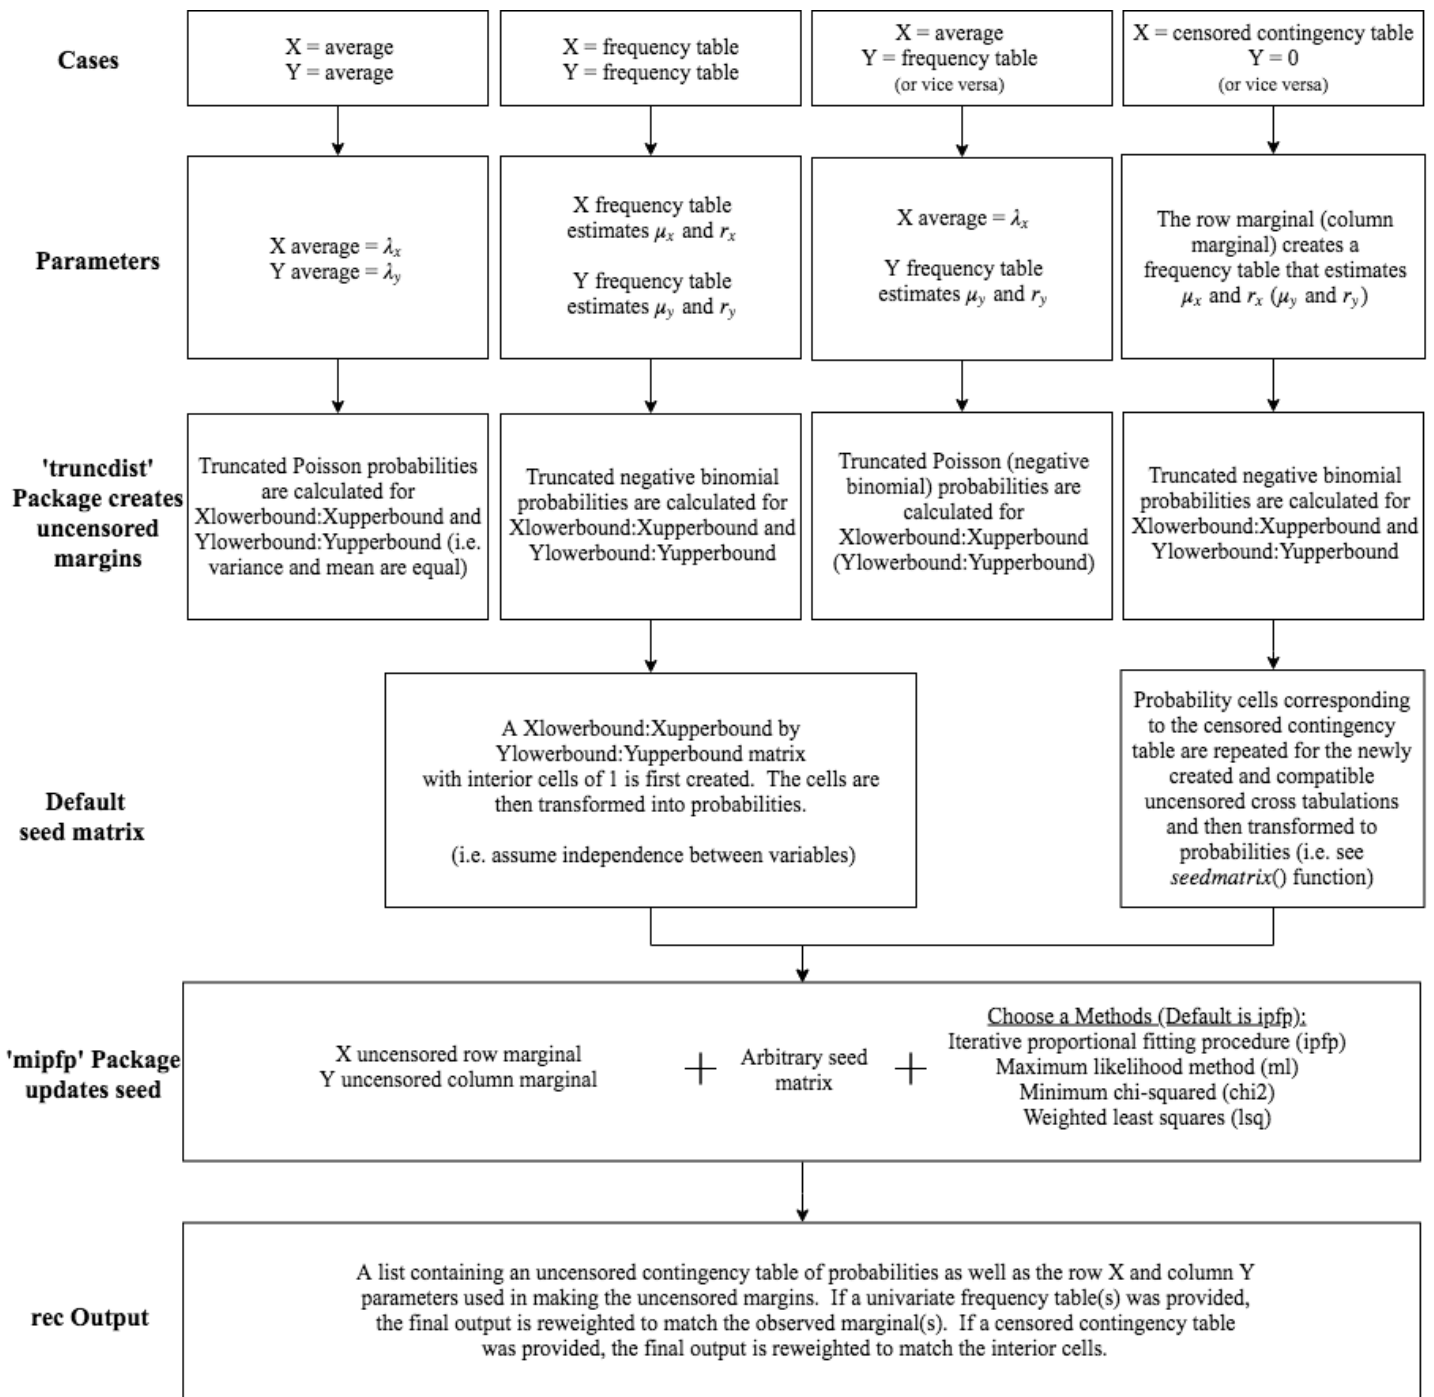 Cases
X = average
Y = average
X = frequency table
Y = frequency table
X = average
Y = frequency table
(or vice versa)
X = censored contingency table
Y = 0
(or vice versa)
Parameters
X average = λx
Y average = λy
X frequency table
estimates μx and rx
Y frequency table
estimates μy and ry
X average = λx
Y frequency table
estimates μy and ry
The row marginal (column
marginal) creates a
frequency table that estimates
μx and rx (μy and ry)
'truncdist'
Package creates
uncensored
margins
Truncated Poisson probabilities
are calculated for
Xlowerbound:Xupperbound and
Ylowerbound:Yupperbound (i.e.
variance and mean are equal)
Truncated negative binomial
probabilities are calculated for
Xlowerbound:Xupperbound and
Ylowerbound:Yupperbound
Truncated Poisson (negative
binomial) probabilities are
calculated for
Xlowerbound:Xupperbound
(Ylowerbound:Yupperbound)
Truncated negative binomial
probabilities are calculated for
Xlowerbound:Xupperbound and
Ylowerbound:Yupperbound
Default
seed matrix
A Xlowerbound:Xupperbound by
Ylowerbound:Yupperbound matrix
with interior cells of 1 is first created. The cells are
then transformed into probabilities.
(i.e. assume independence between variables)
Probability cells corresponding
to the censored contingency
table are repeated for the newly
created and compatible
uncensored cross tabulations
and then transformed to
probabilities (i.e. see
seedmatrix() function)
'mipfp' Package
updates seed
X uncensored row marginal
Y uncensored column marginal
+
Arbitrary seed
matrix
+
Choose a Methods (Default is ipfp):
Iterative proportional fitting procedure (ipfp)
Maximum likelihood method (ml)
Minimum chi-squared (chi2)
Weighted least squares (lsq)
rec Output
A list containing an uncensored contingency table of probabilities as well as the row X and column Y
parameters used in making the uncensored margins. If a univariate frequency table(s) was provided,
the final output is reweighted to match the observed marginal(s). If a censored contingency table
was provided, the final output is reweighted to match the interior cells.